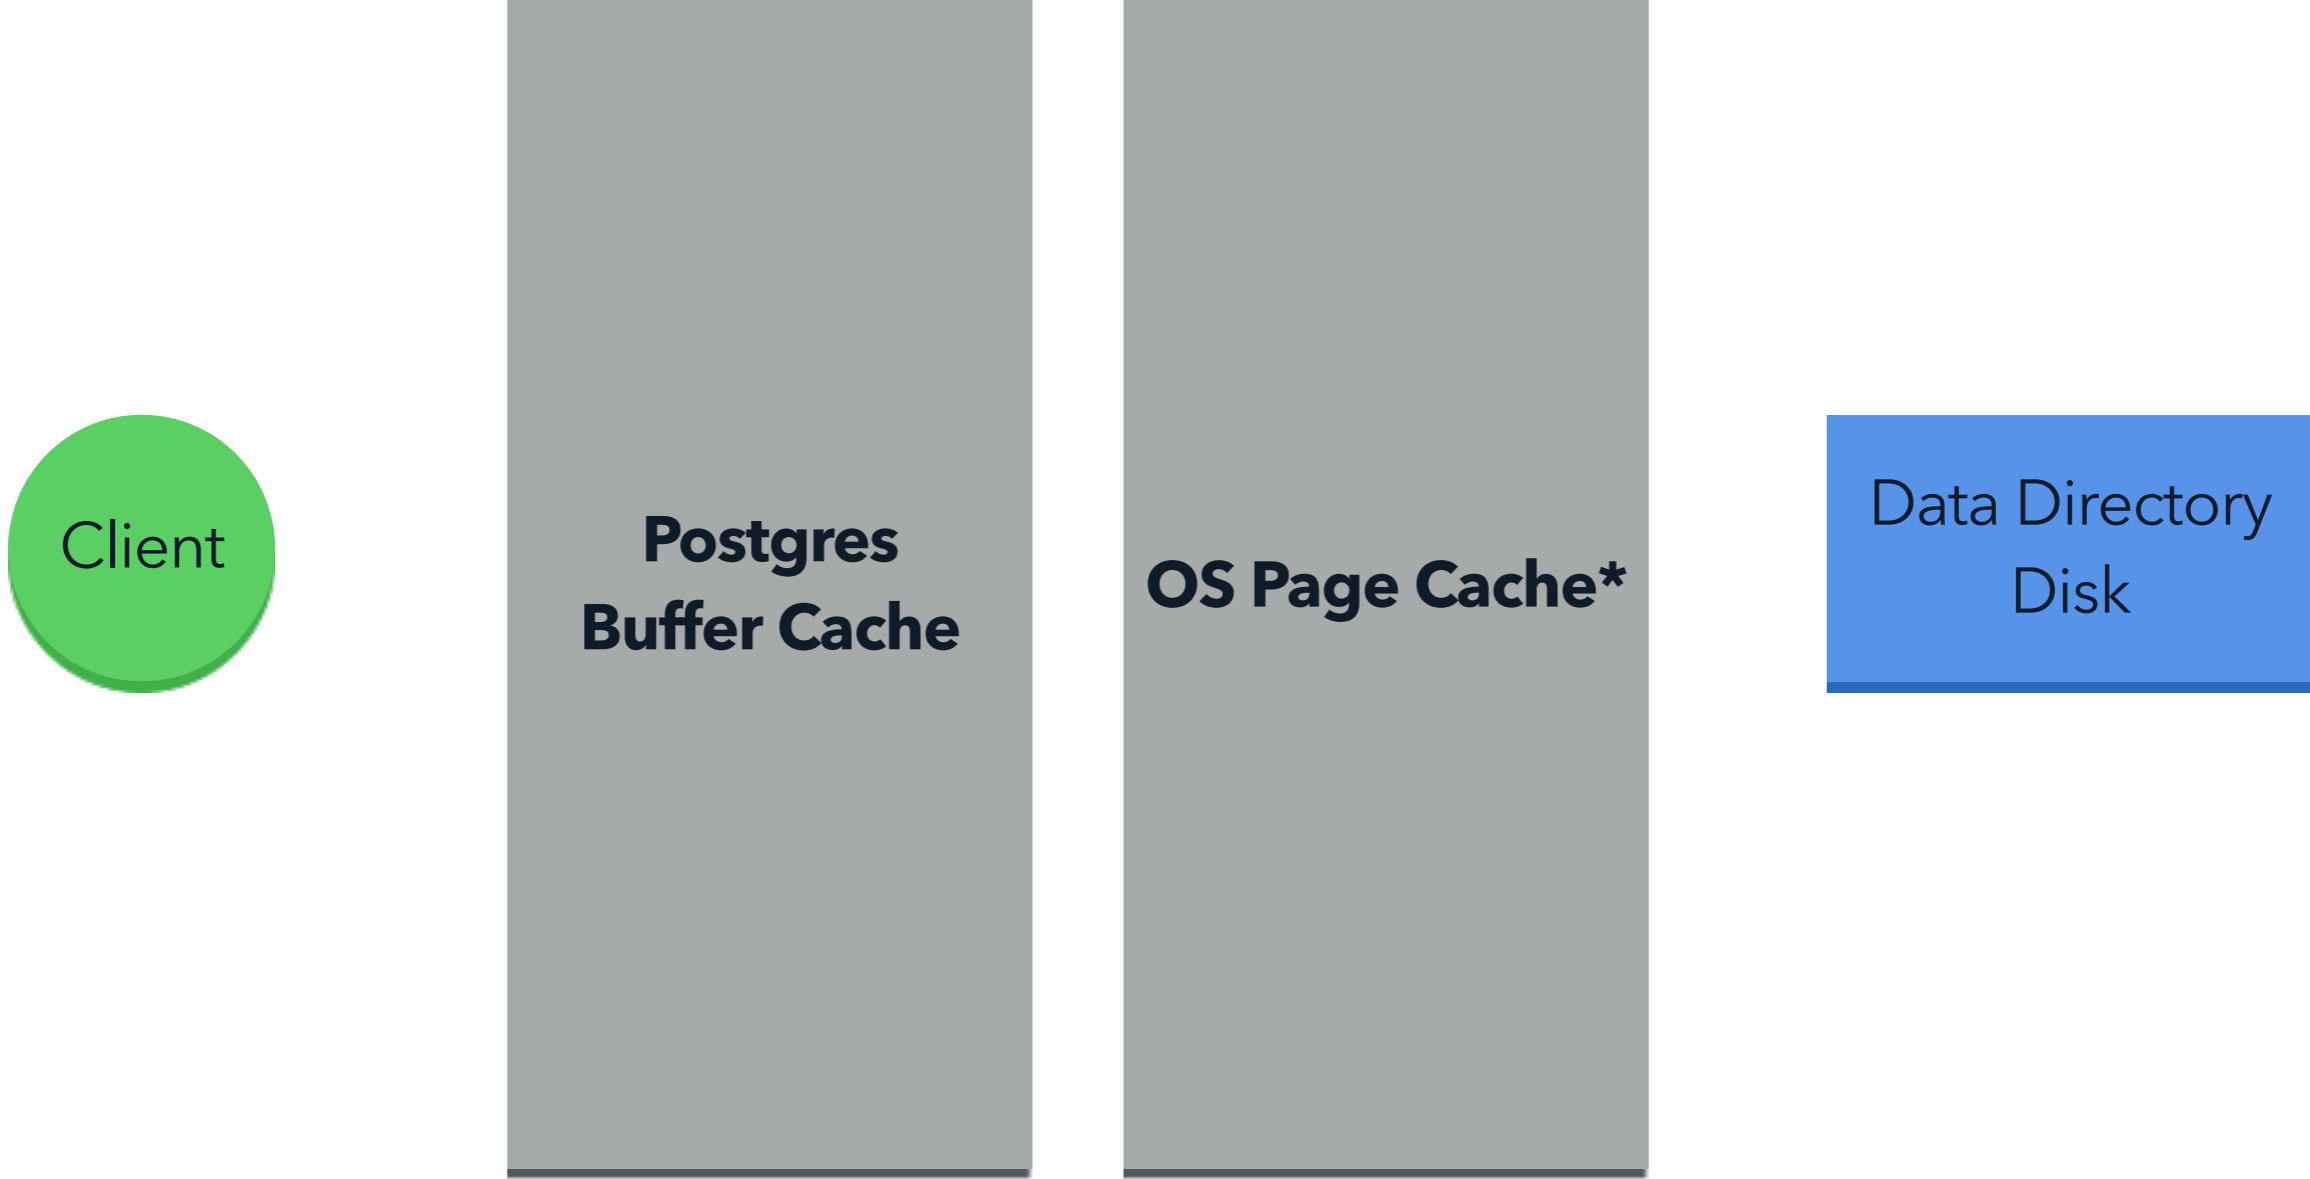 Client
Postgres
Buffer Cache
OS Page Cache*
Data Directory
Disk